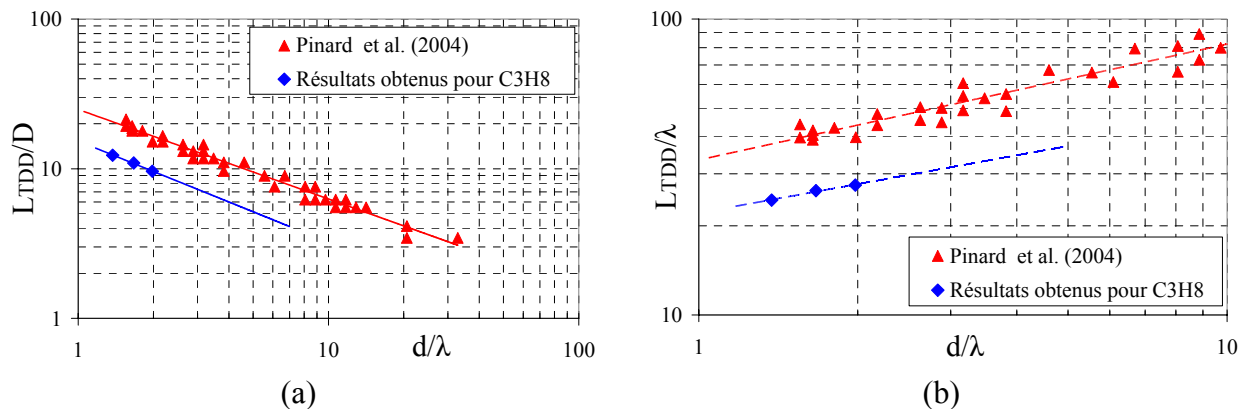 100
Pinard et al. (2004)
Résultats obtenus pour C3H8
LTDD/D
10
1
1
10
100
d/λ
(a)
100
LTDD/λ
Pinard et al. (2004)
Résultats obtenus pour C3H8
10
1
10
d/λ
(b)